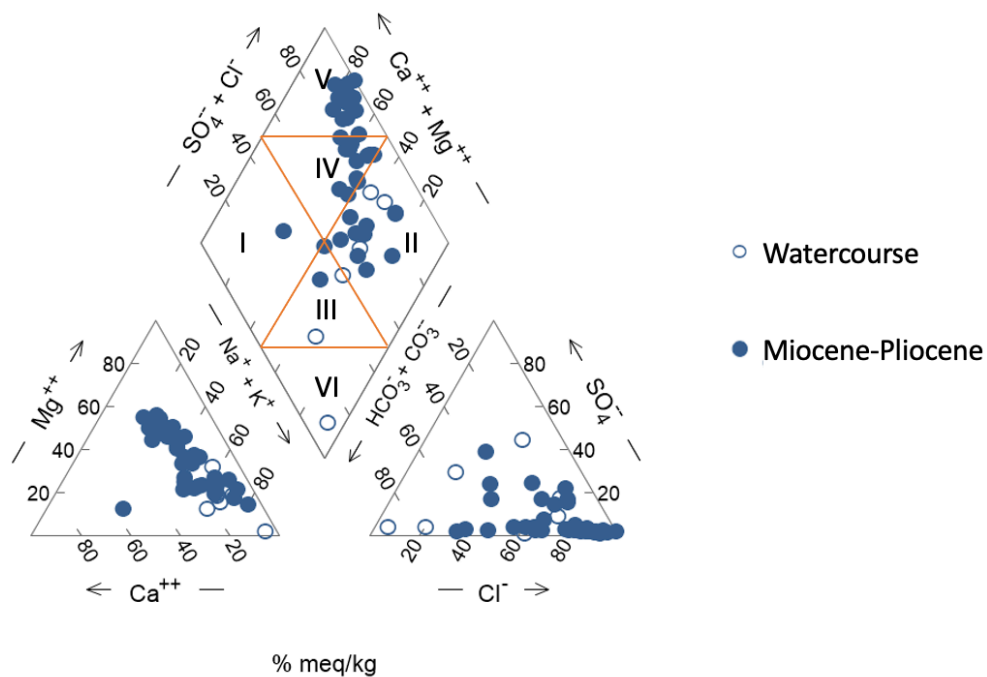 80
80
V
SO₄⁻⁻ + Cl⁻
Ca⁺⁺ + Mg⁺⁺
60
60
40
40
IV
20
20
I
II
Watercourse
III
Miocene-Pliocene
Na⁺ + K⁺
HCO₃⁻ + CO₃⁻⁻
VI
Mg⁺⁺
80
60
40
20
20
40
60
80
80
60
40
20
Ca⁺⁺
SO₄⁻⁻
20
40
60
80
60
40
20
80
20
40
60
80
Cl⁻
% meq/kg